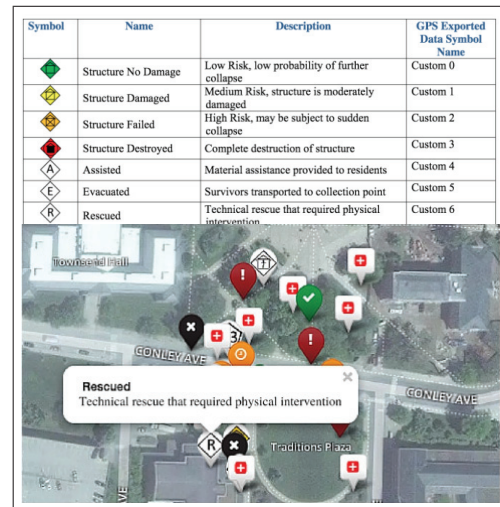 Symbol Name Description GPS Exported
Data Symbol
Name
Structure No Damage Low Risk, low probability of further
collapse Custom 0
Structure Damaged Medium Risk, structure is moderately
damaged Custom 1
Structure Failed High Risk, may be subject to sudden
collapse Custom 2
Structure Destroyed Complete destruction of structure Custom 3
A Assisted Material assistance provided to residents Custom 4
E Evacuated Survivors transported to collection point Custom 5
R Rescued Technical rescue that required physical
intervention Custom 6
Townsend Hall
CONLEY AVE
CONLEY AVE
Rescued
Technical rescue that required physical intervention
R
Traditions Plaza
AVE